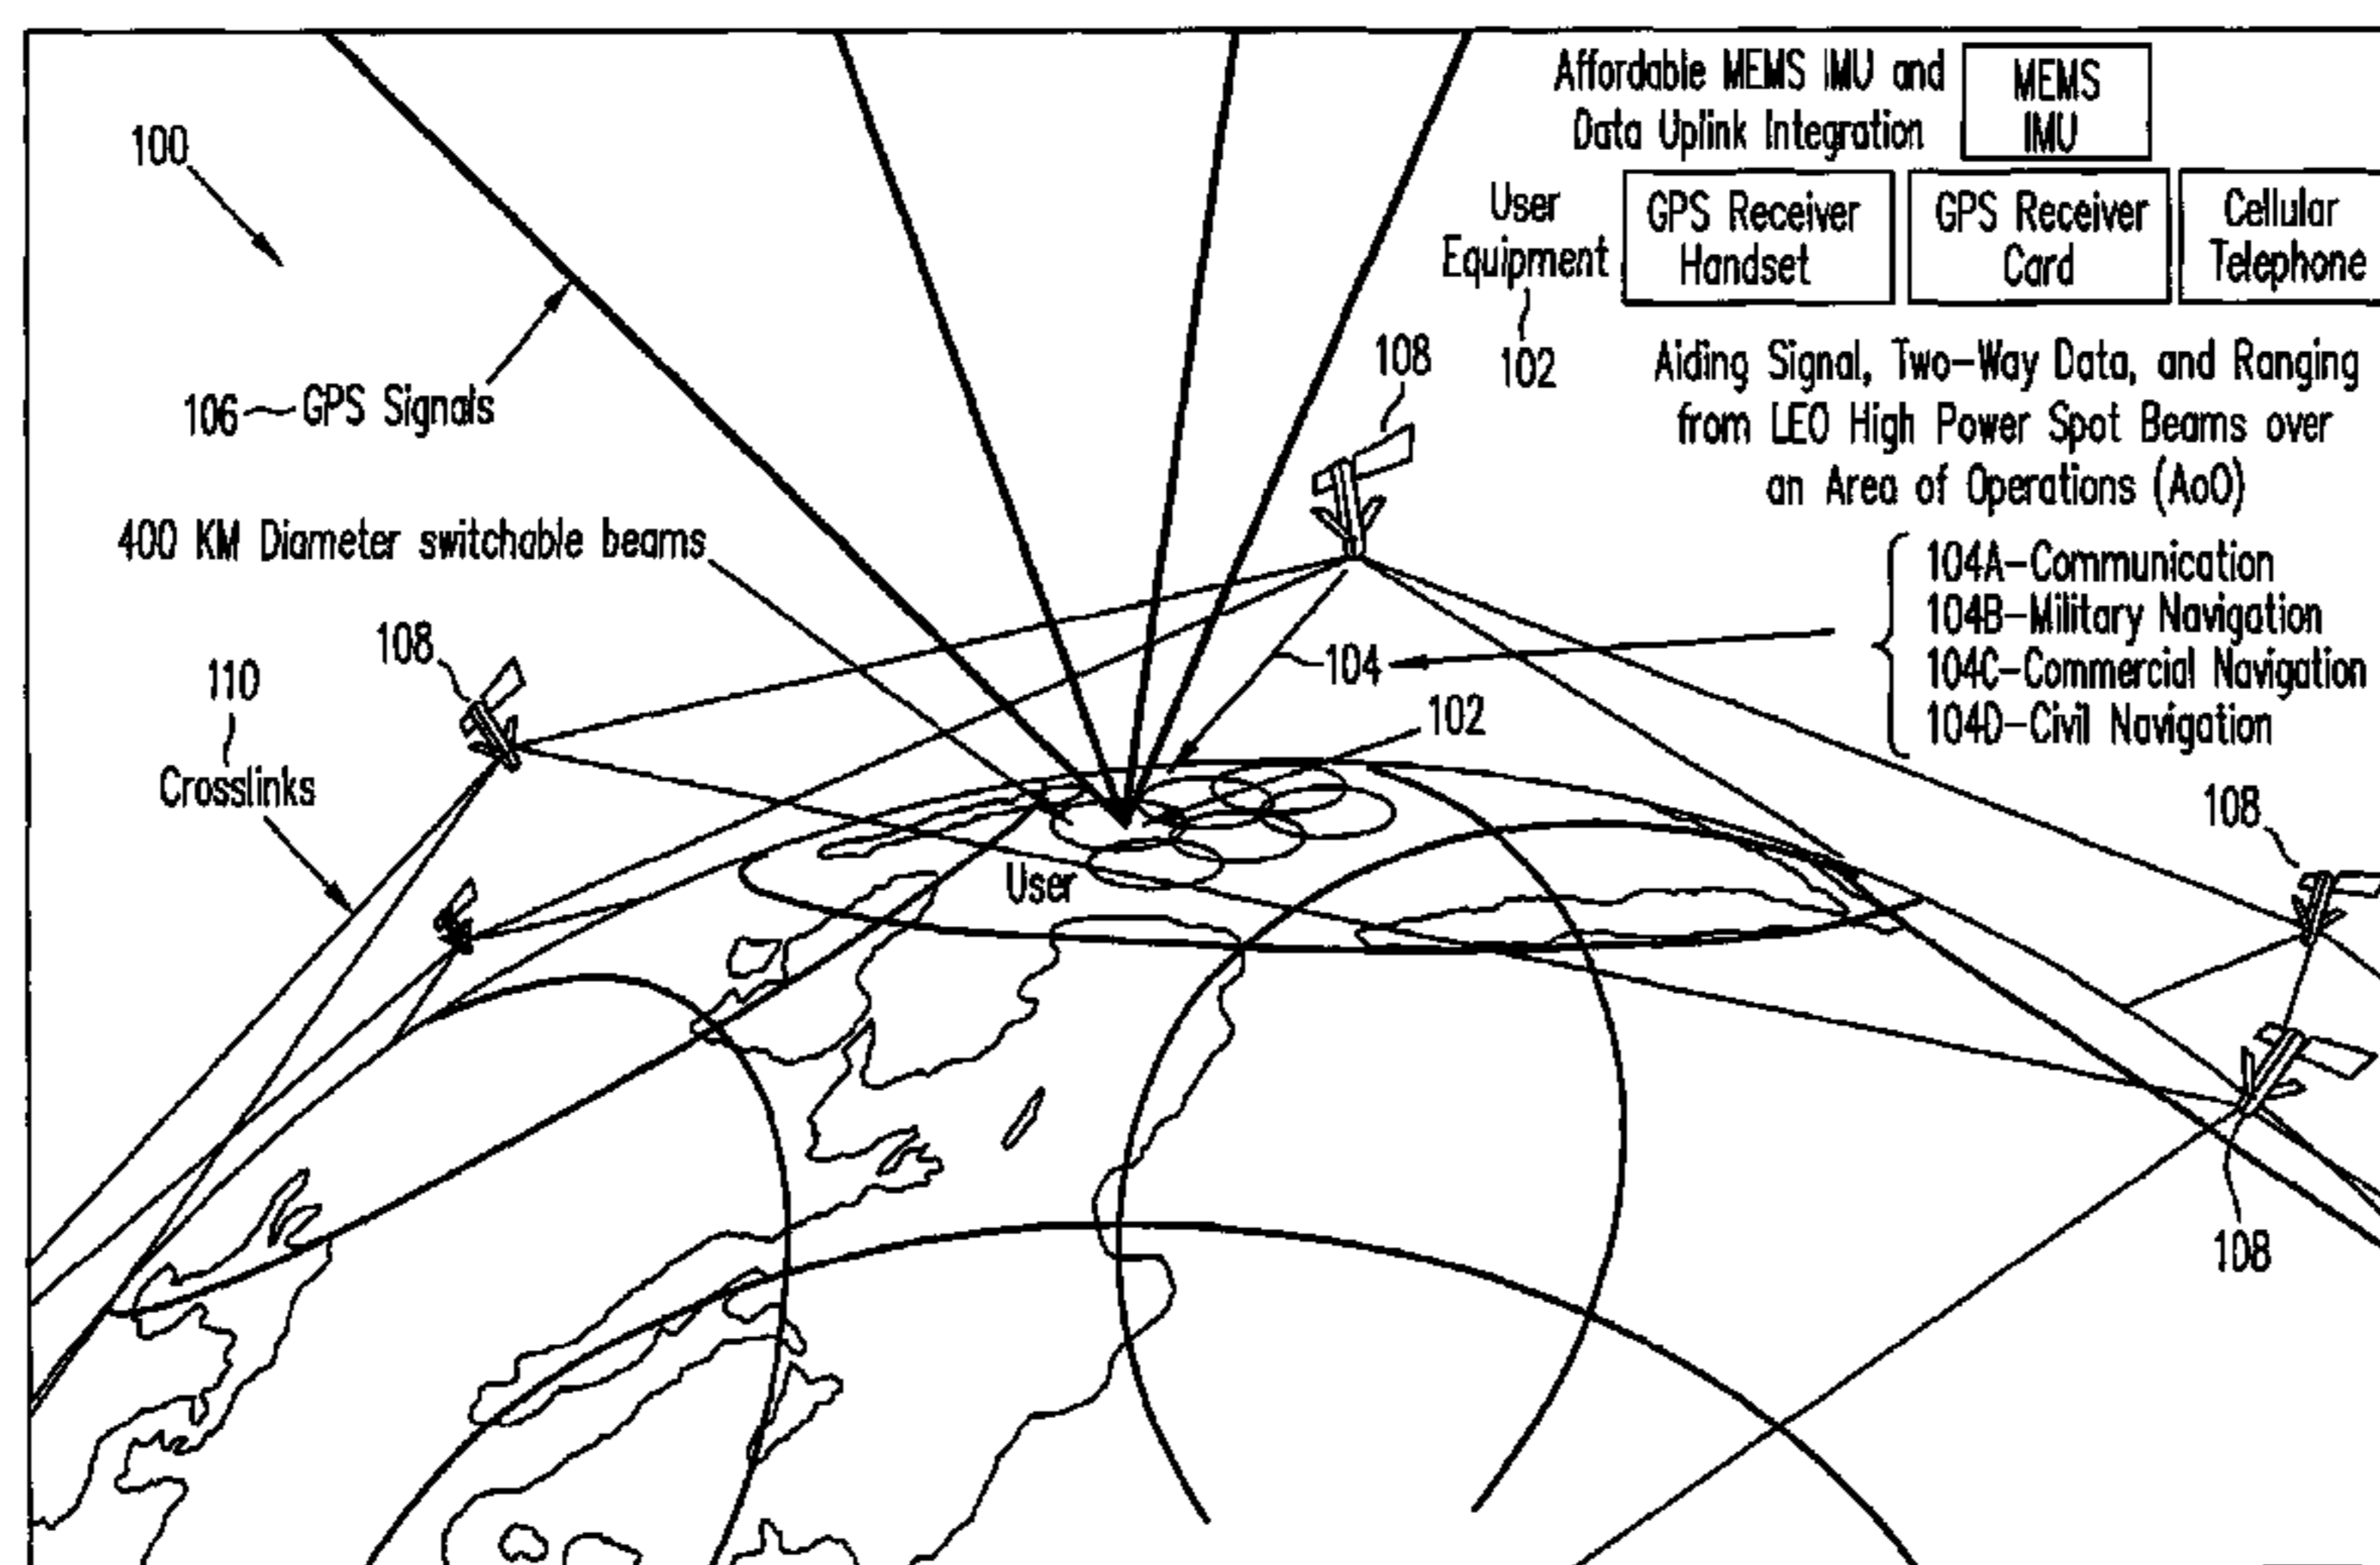 Affordable MEMS IMU and
Data Uplink Integration
MEMS
IMU
100
User
Equipment
102
GPS Receiver
Handset
GPS Receiver
Card
Cellular
Telephone
108
Aiding Signal, Two-Way Data, and Ranging
from LEO High Power Spot Beams over
an Area of Operations (AoO)
106
GPS Signals
400 KM Diameter switchable beams
104A-Communication
104B-Military Navigation
104C-Commercial Navigation
104D-Civil Navigation
108
104
110
Crosslinks
102
108
User
108